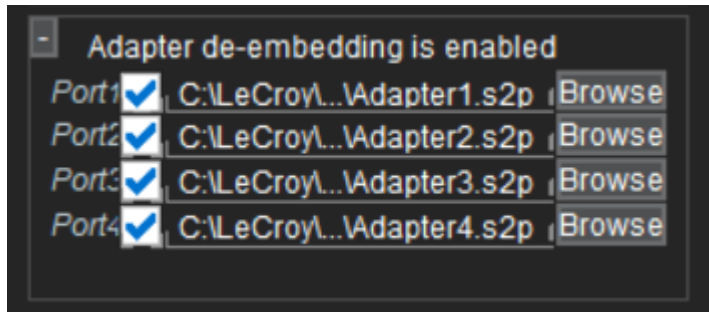 - Adapter de-embedding is enabled
Port1 C:\LeCroy\...\Adapter1.s2p Browse
Port2 C:\LeCroy\...\Adapter2.s2p Browse
Port3 C:\LeCroy\...\Adapter3.s2p Browse
Port4 C:\LeCroy\...\Adapter4.s2p Browse